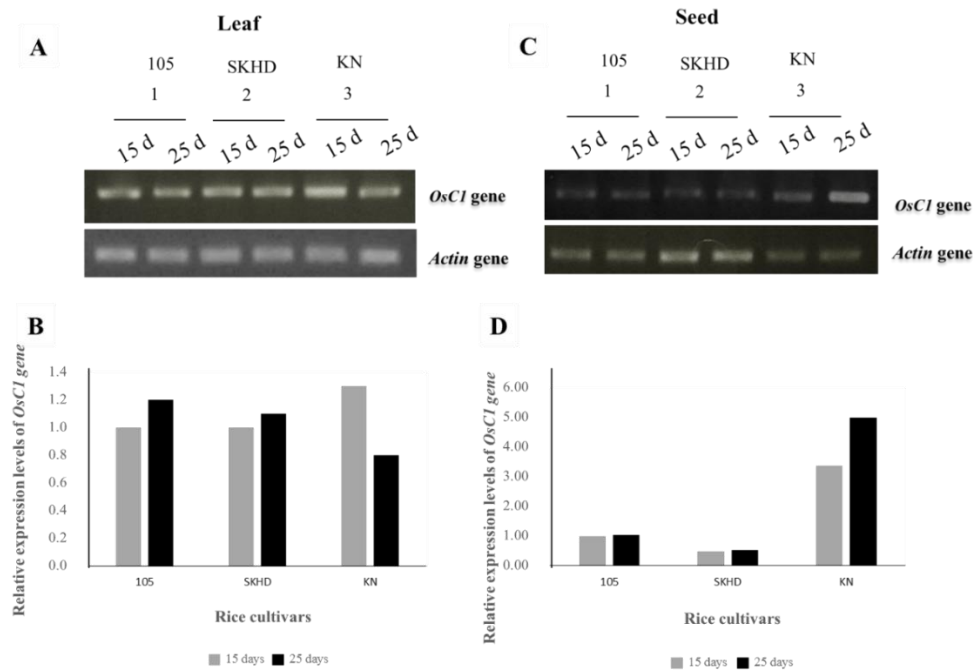 Leaf
A
105 SKHD KN
1 2 3
15 d 25 d 15 d 25 d 15 d 25 d
OsC1 gene
Actin gene
Seed
C
105 SKHD KN
1 2 3
15 d 25 d 15 d 25 d 15 d 25 d
OsC1 gene
Actin gene
B
Relative expression levels of OsC1 gene
1.4
1.2
1.0
0.8
0.6
0.4
0.2
0.0
105 SKHD KN
Rice cultivars
15 days 25 days
D
Relative expression levels of OsC1 gene
6.00
5.00
4.00
3.00
2.00
1.00
0.00
105 SKHD KN
Rice cultivars
15 days 25 days